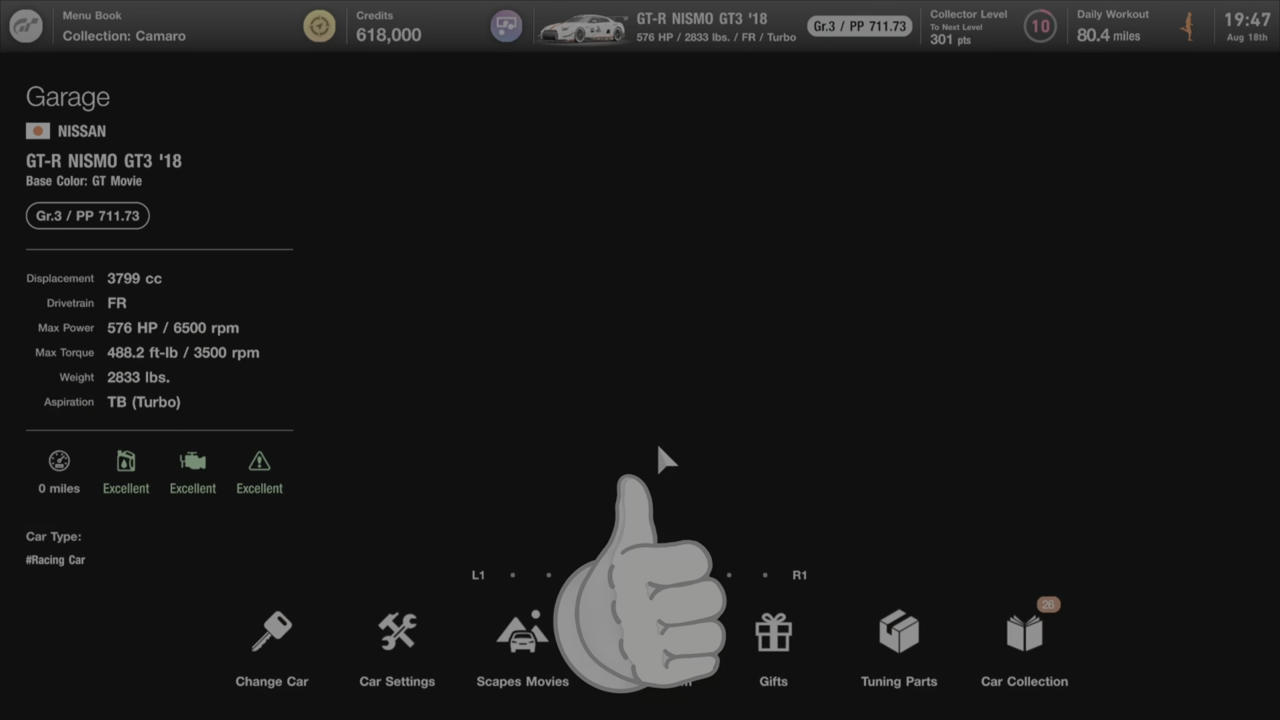 Menu Book
Collection: Camaro
Credits
618,000
GT-R NISMO GT3 '18
576 HP / 2833 lbs. / FR / Turbo
Gr.3 / PP 711.73
Collector Level
To Next Level
301 pts
10
Daily Workout
80.4 miles
19:47
Aug 18th
Garage
NISSAN
GT-R NISMO GT3 '18
Base Color: GT Movie
Gr.3 / PP 711.73
Displacement 3799 cc
Drivetrain FR
Max Power 576 HP / 6500 rpm
Max Torque 488.2 ft-lb / 3500 rpm
Weight 2833 lbs.
Aspiration TB (Turbo)
0 miles Excellent Excellent Excellent
Car Type:
#Racing Car
L1 R1
26
Change Car Car Settings Scapes Movies Gifts Tuning Parts Car Collection